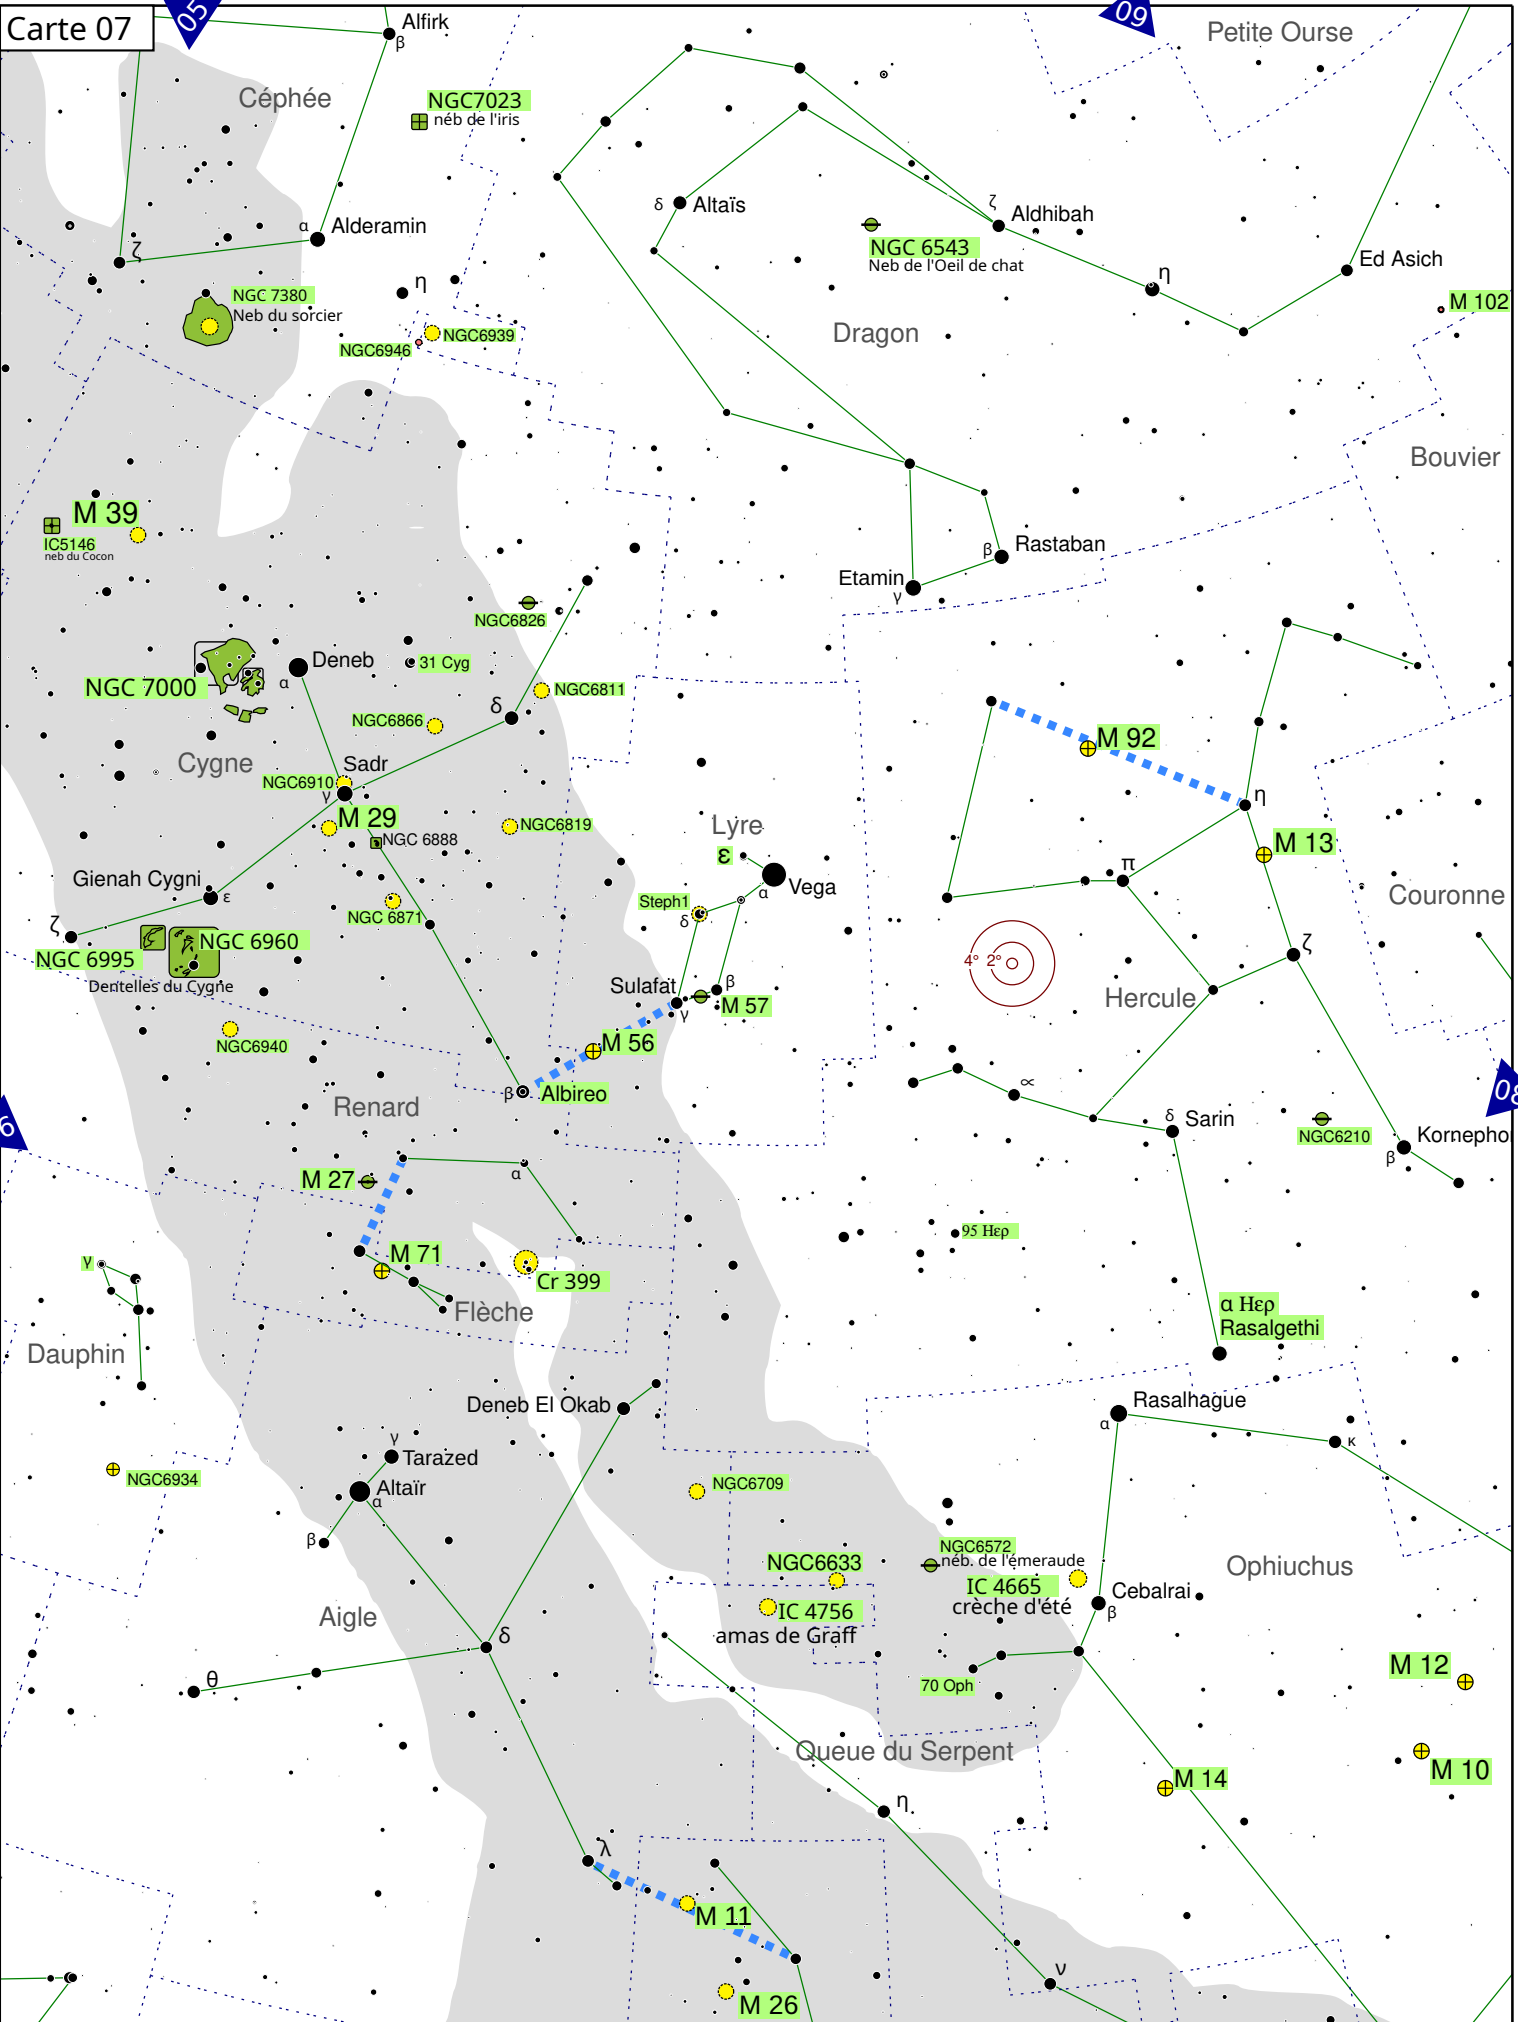 05
09
Carte 07
Alfirk
β
Petite Ourse
Céphée
NGC7023
néb de l'iris
δ
Altaïs
ζ
Aldhibah
α
Alderamin
ζ
NGC 6543
Neb de l'Oeil de chat
Ed Asich
η
η
NGC 7380
Neb du sorcier
M 102
NGC6939
NGC6946
Dragon
Bouvier
M 39
IC5146
neb du Cocon
β
Rastaban
Etamin
γ
NGC6826
Deneb
α
31 Cyg
NGC 7000
NGC6811
δ
NGC6866
M 92
Cygne
Sadr
NGC6910
γ
η
M 29
NGC 6888
NGC6819
Lyre
ε
M 13
π
Gienah Cygni
ε
α
Vega
Couronne
NGC 6871
Steph1
δ
ζ
NGC 6960
NGC 6995
Dentelles du Cygne
ζ
4° 2°
Sulafat
β
γ
M 57
Hercule
NGC6940
M 56
β
Albireo
Renard
∝
08
δ
Sarin
6
NGC6210
Kornepho
β
M 27
α
95 Ηερ
M 71
γ
Cr 399
Flèche
α Ηερ
Rasalgethi
Dauphin
Deneb El Okab
Rasalhague
α
κ
γ
Tarazed
NGC6934
Altaïr
α
NGC6709
β
NGC6572
néb. de l'émeraude
NGC6633
IC 4665
crèche d'été
Ophiuchus
Cebalrai
β
IC 4756
amas de Graff
Aigle
δ
θ
70 Oph
M 12
Queue du Serpent
M 10
M 14
η
λ
M 11
ν
M 26